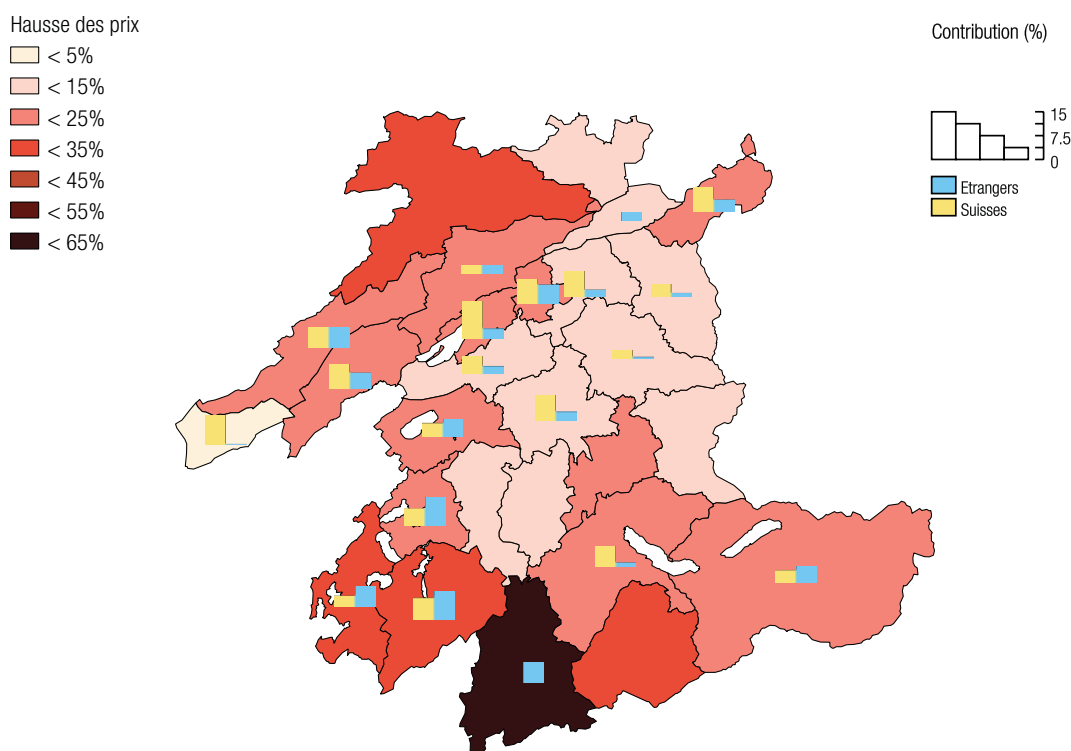 Hausse des prix
< 5%
< 15%
< 25%
< 35%
< 45%
< 55%
< 65%
Contribution (%)
15
7.5
0
Etrangers
Suisses